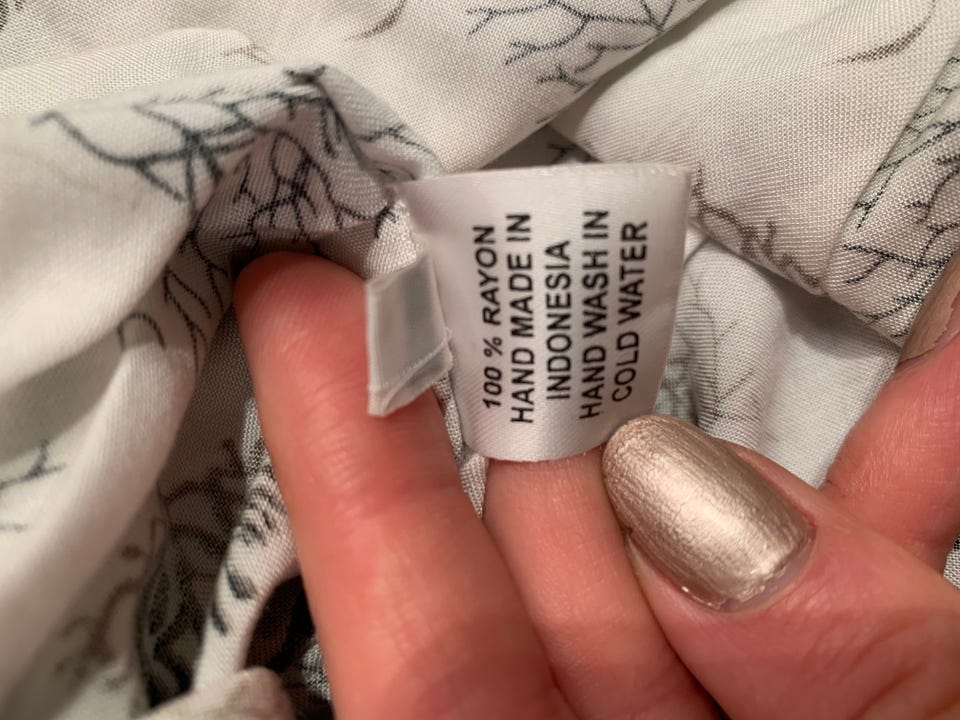 100 % RAYON
HAND MADE IN
INDONESIA
HAND WASH IN
COLD WATER